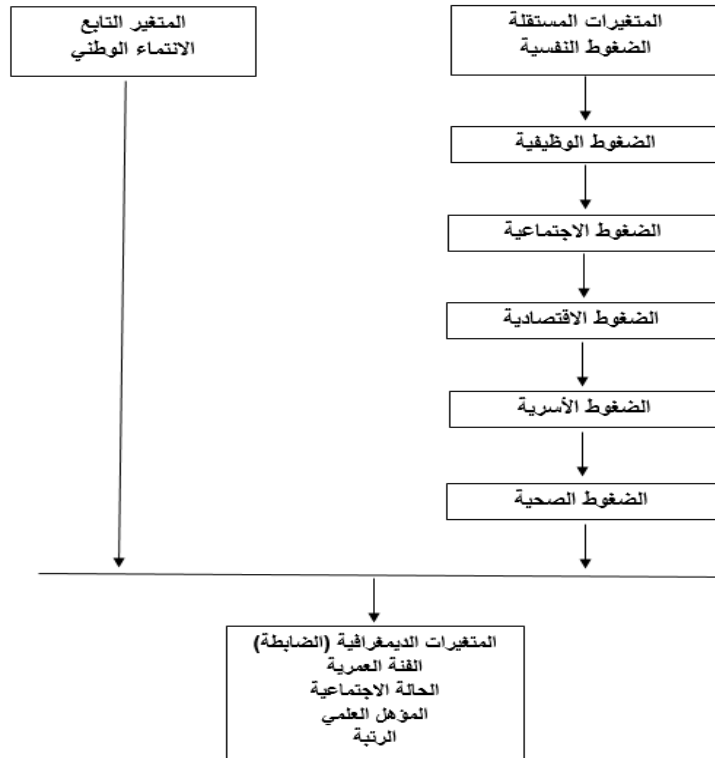 المتغيرات المستقلة
الضغوط النفسية
المتغير التابع
الانتماء الوطني
الضغوط الوظيفية
الضغوط الاجتماعية
الضغوط الاقتصادية
الضغوط الأسرية
الضغوط الصحية
المتغيرات الديمغرافية (الضابطة)
الفئة العمرية
الحالة الاجتماعية
المؤهل العلمي
الرتبة